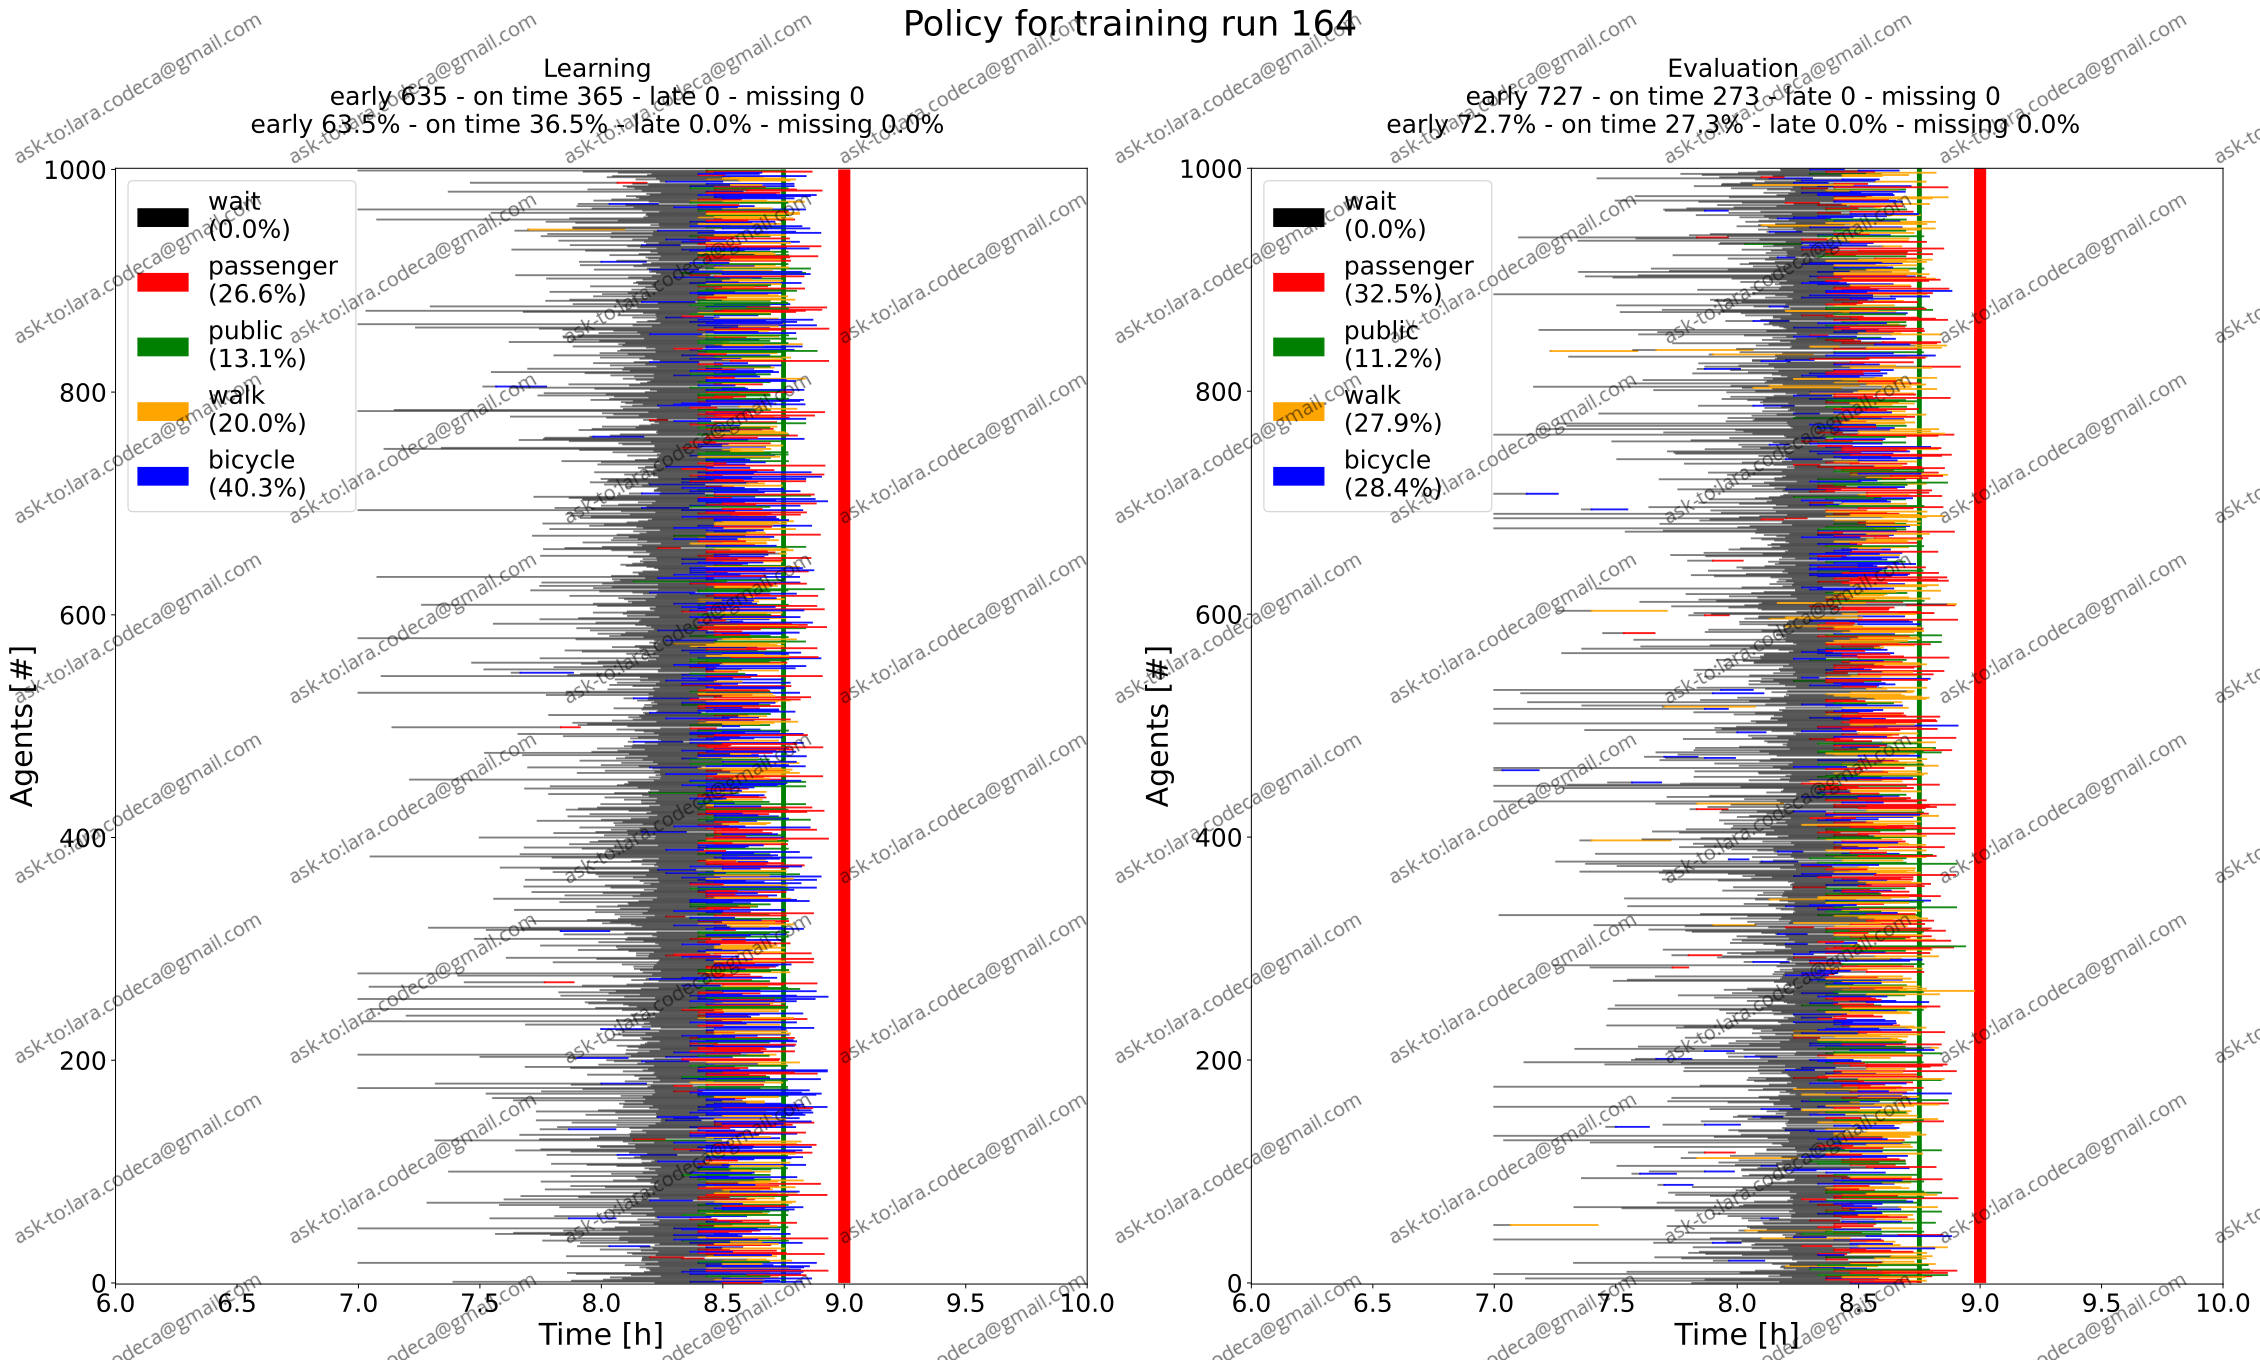 Policy for training run 164
Learning
early 635 - on time 365 - late 0 - missing 0
early 63.5% - on time 36.5% - late 0.0% - missing 0.0%
wait
(0.0%)
passenger
(26.6%)
public
(13.1%)
walk
(20.0%)
bicycle
(40.3%)
Agents [#]
1000
800
600
400
200
0
6.0 6.5 7.0 7.5 8.0 8.5 9.0 9.5 10.0
Time [h]
Evaluation
early 727 - on time 273 - late 0 - missing 0
early 72.7% - on time 27.3% - late 0.0% - missing 0.0%
wait
(0.0%)
passenger
(32.5%)
public
(11.2%)
walk
(27.9%)
bicycle
(28.4%)
Agents [#]
1000
800
600
400
200
0
6.0 6.5 7.0 7.5 8.0 8.5 9.0 9.5 10.0
Time [h]
ask-to:lara.codeca@gmail.com